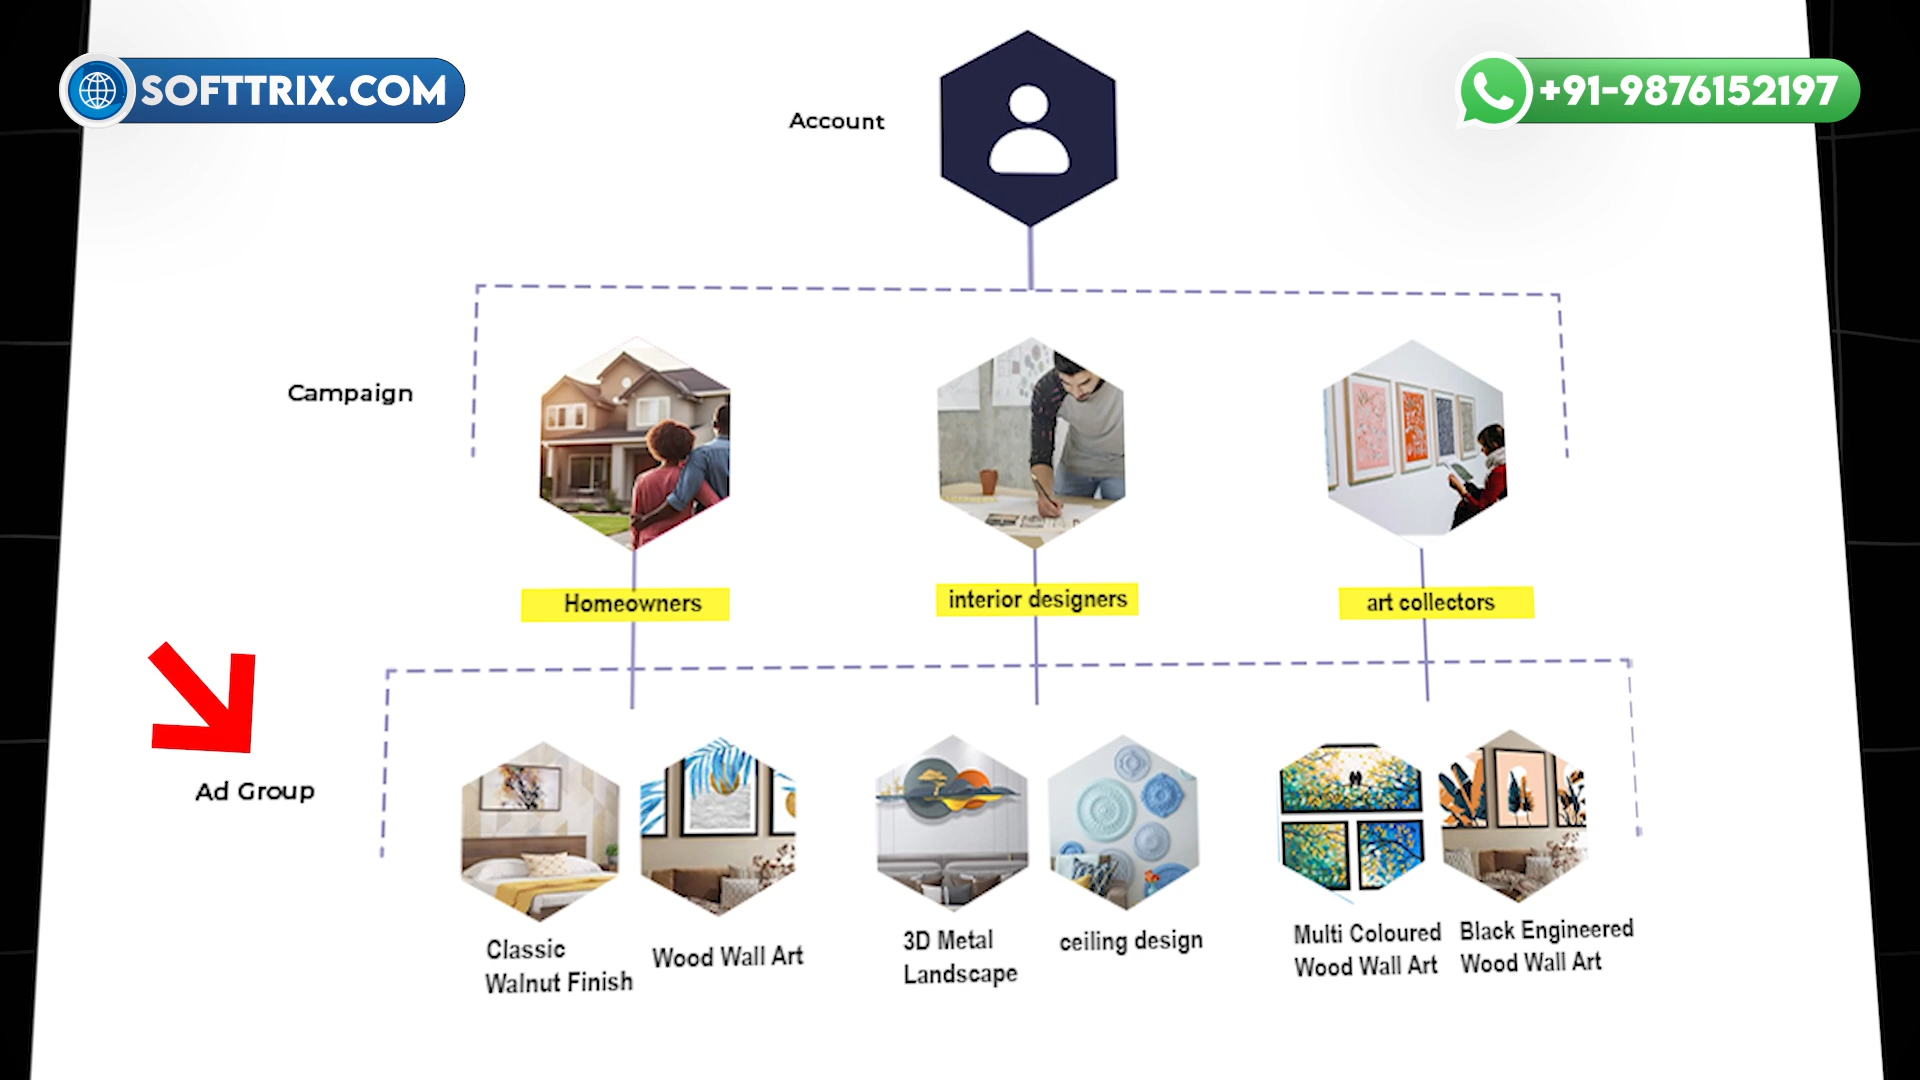 SOFTTRIX.COM
+91-9876152197
Account
Campaign
Homeowners
interior designers
art collectors
Ad Group
Classic
Walnut Finish
Wood Wall Art
3D Metal
Landscape
ceiling design
Multi Coloured
Wood Wall Art
Black Engineered
Wood Wall Art